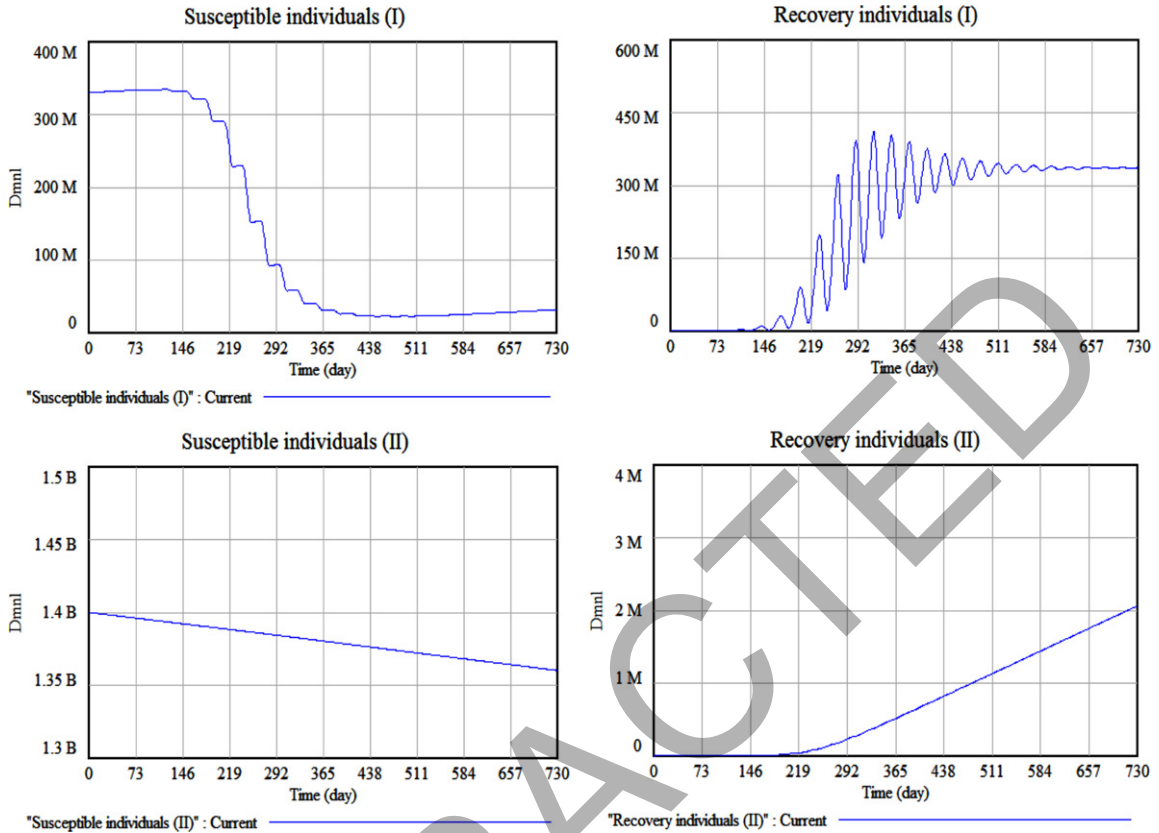 Susceptible individuals (I)
400 M
300 M
200 M
100 M
0
Dmnl
0 73 146 219 292 365 438 511 584 657 730
Time (day)
"Susceptible individuals (I)" : Current
Recovery individuals (I)
600 M
450 M
300 M
150 M
0
0 73 146 219 292 365 438 511 584 657 730
Time (day)
Susceptible individuals (II)
1.5 B
1.45 B
1.4 B
1.35 B
1.3 B
Dmnl
0 73 146 219 292 365 438 511 584 657 730
Time (day)
"Susceptible individuals (II)" : Current
Recovery individuals (II)
4 M
3 M
2 M
1 M
0
Dmnl
0 73 146 219 292 365 438 511 584 657 730
Time (day)
"Recovery individuals (II)" : Current
RACTED